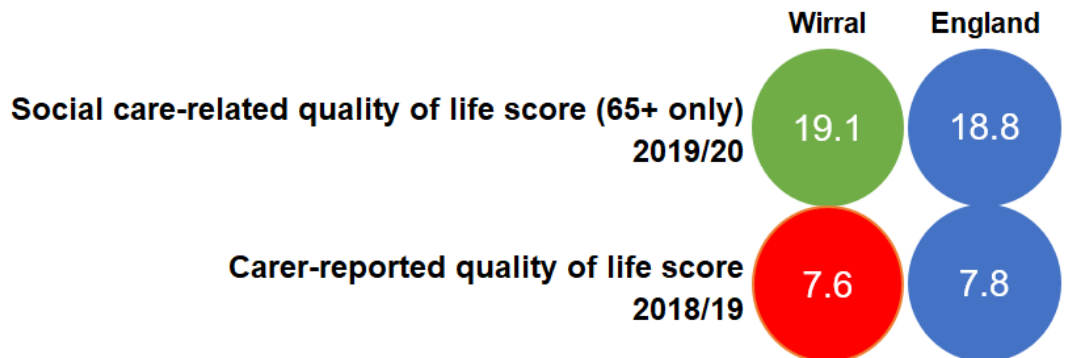 Wirral England
Social care-related quality of life score (65+ only)
2019/20
19.1 18.8
Carer-reported quality of life score
2018/19
7.6 7.8